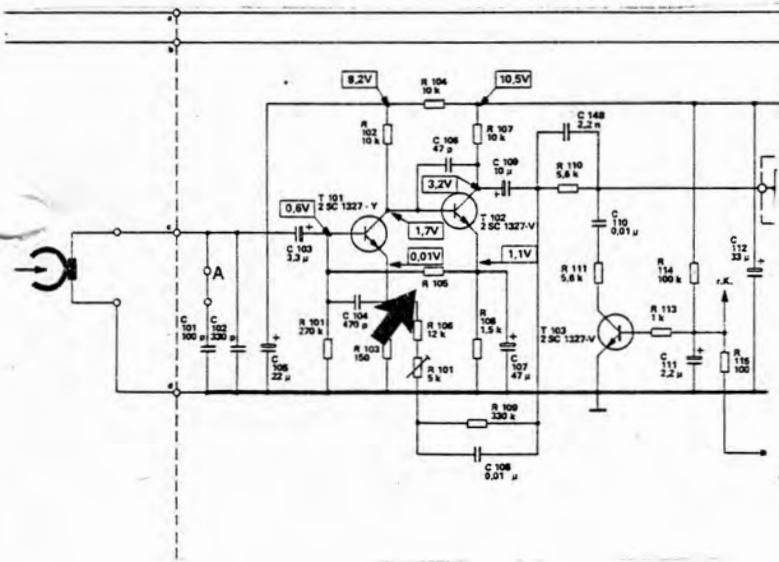 a
b
8,2V
R 104
10 k
10,5V
R
102
10 k
R 107
10 k
C 106
47 p
C 109
10 µ
C 148
2,2 n
R 110
5,6 k
T 101
2 SC 1327 - Y
3,2V
0,6V
T 102
2 SC 1327-V
1,7V
0,01V
1,1V
C
110
0,01 µ
C
112
33 µ
c
C
103
3,3 µ
A
R 105
R 111
5,6 k
R
114
100 k
r.K.
C
101
100 p
C
102
330 p
C 104
470 p
R 101
270 k
R 103
150
R 106
12 k
R 101
5 k
1,5 k
C
107
47 µ
T 103
2 SC 1327-V
R 113
1 k
C
111
2,2 µ
R
115
100
22 µ
d
R 109
330 k
0,01 µ